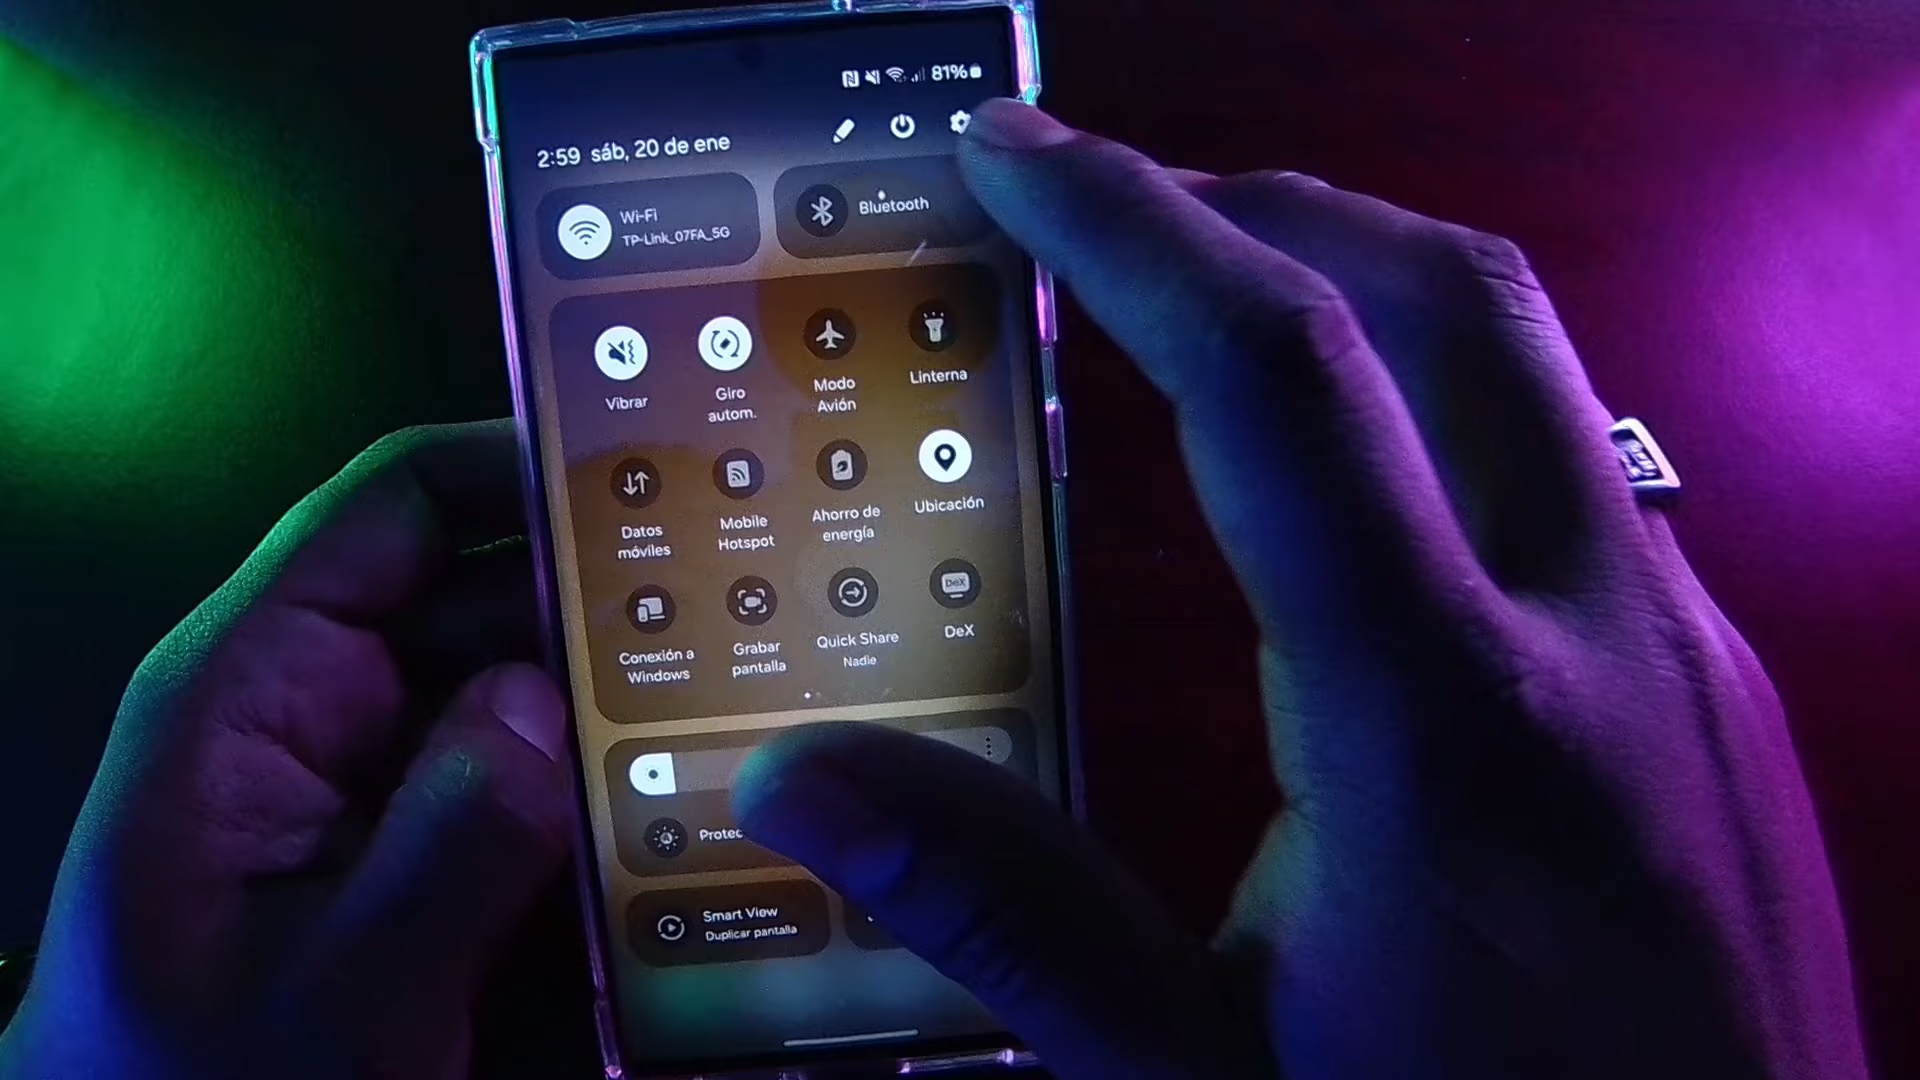 81%
2:59 sáb, 20 de ene
Wi-Fi
TP-Link_07FA_5G
Bluetooth
Vibrar
Giro
autom.
Modo
Avión
Linterna
Datos
móviles
Mobile
Hotspot
Ahorro de
energía
Ubicación
Conexión a
Windows
Grabar
pantalla
Quick Share
Nadie
DeX
DeX
Protec
Smart View
Duplicar pantalla